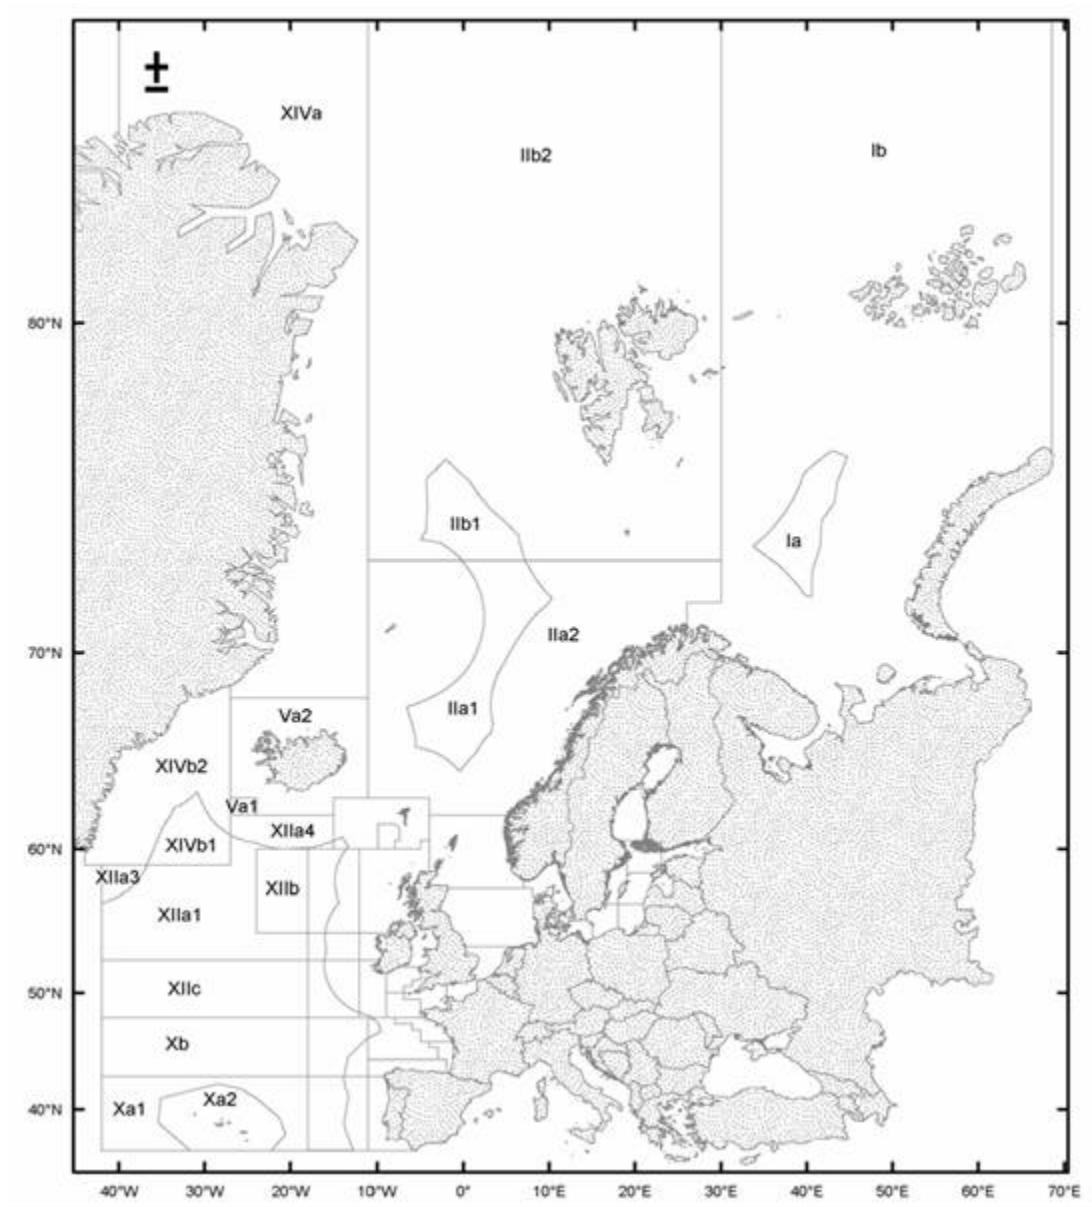 ±
XIVa
IIb2
Ib
80°N
IIb1
Ia
IIa2
70°N
IIa1
Va2
XIVb2
Va1
XIIa4
XIVb1
60°N
XIIa3
XIIb
XIIa1
XIIc
50°N
Xb
Xa1
Xa2
40°N
40°W 30°W 20°W 10°W 0° 10°E 20°E 30°E 40°E 50°E 60°E 70°E